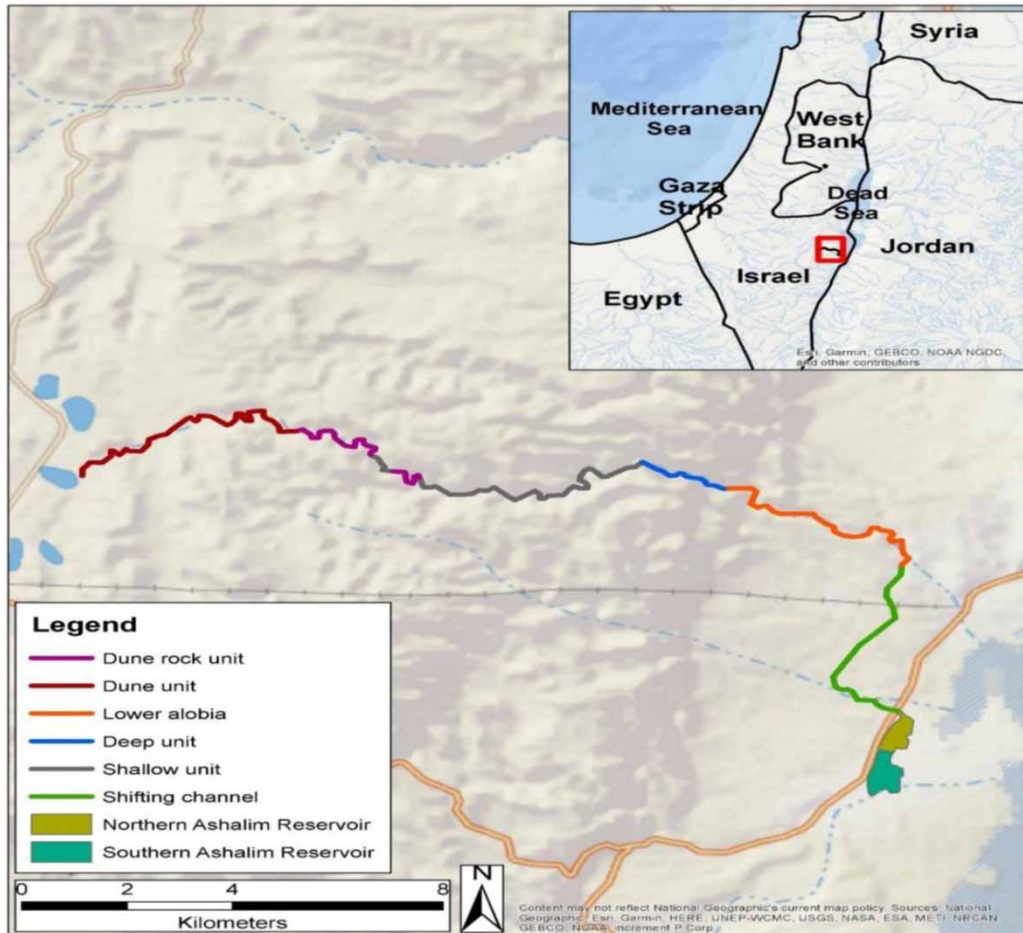 Syria
Mediterranean
Sea
West
Bank
Gaza
Strip
Dead
Sea
Jordan
Israel
Egypt
Esri, Garmin, GEBCO, NOAA NGDC,
and other contributors
Legend
Dune rock unit
Dune unit
Lower alobia
Deep unit
Shallow unit
Shifting channel
Northern Ashalim Reservoir
Southern Ashalim Reservoir
0 2 4 8
Kilometers
N
Content may not reflect National Geographic's current map policy. Sources: National
Geographic, Esri, Garmin, HERE, UNEP-WCMC, USGS, NASA, ESA, METI, NRCAN,
GEBCO, NOAA, increment P Corp.